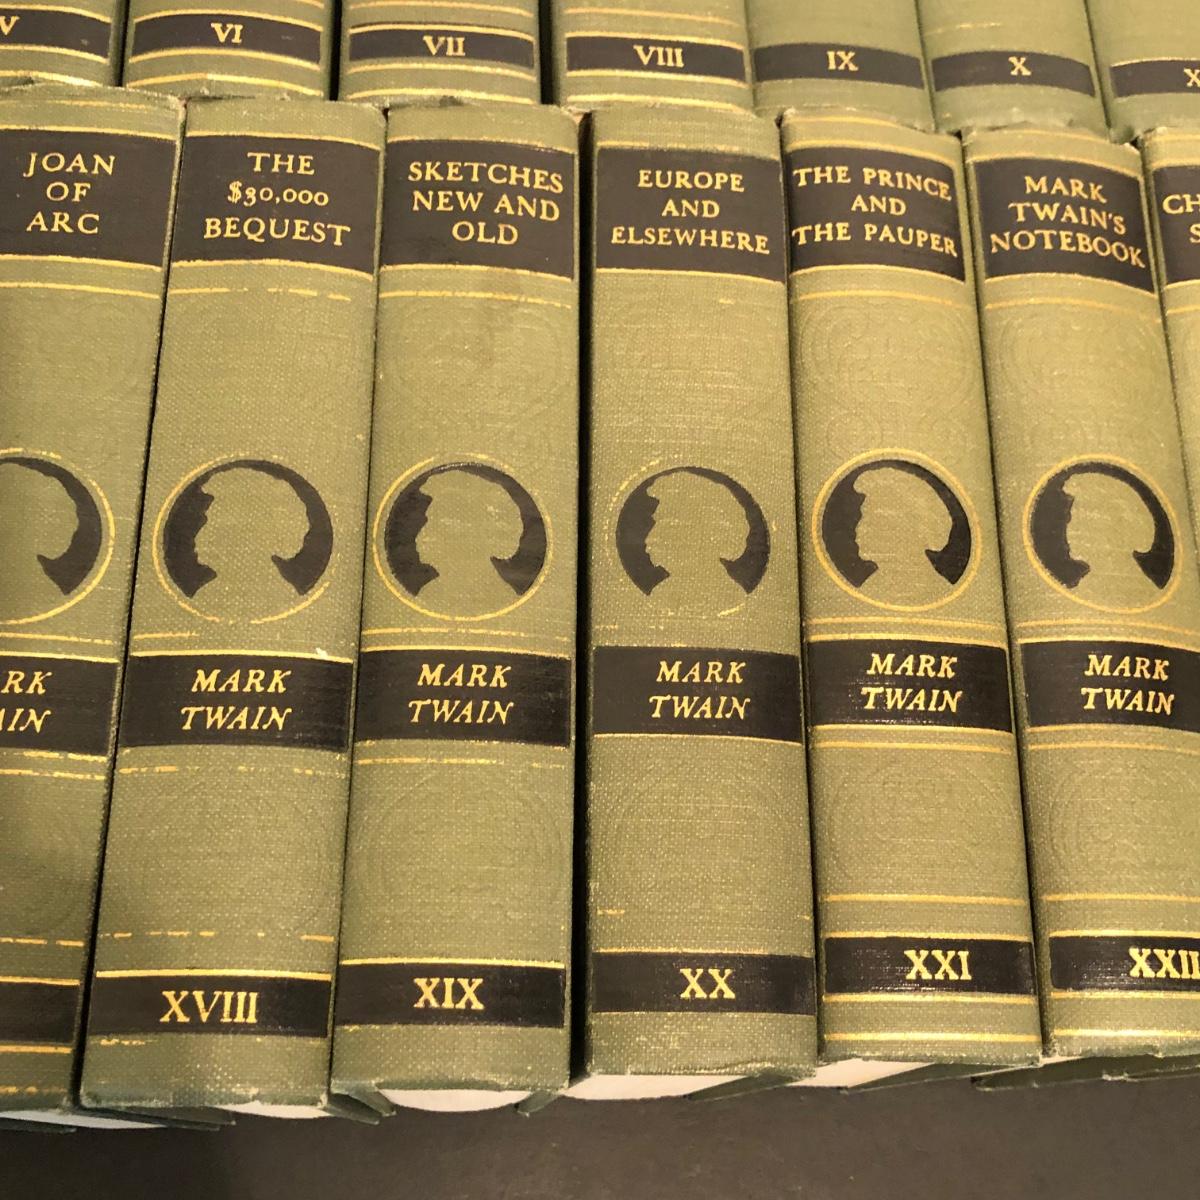 V
VI
VII
VIII
IX
X
JOAN
OF
ARC
THE
$30,000
BEQUEST
MARK
TWAIN
XVIII
SKETCHES
NEW AND
OLD
MARK
TWAIN
XIX
EUROPE
AND
ELSEWHERE
MARK
TWAIN
XX
THE PRINCE
AND
THE PAUPER
MARK
TWAIN
XXI
MARK
TWAIN'S
NOTEBOOK
MARK
TWAIN
XXII